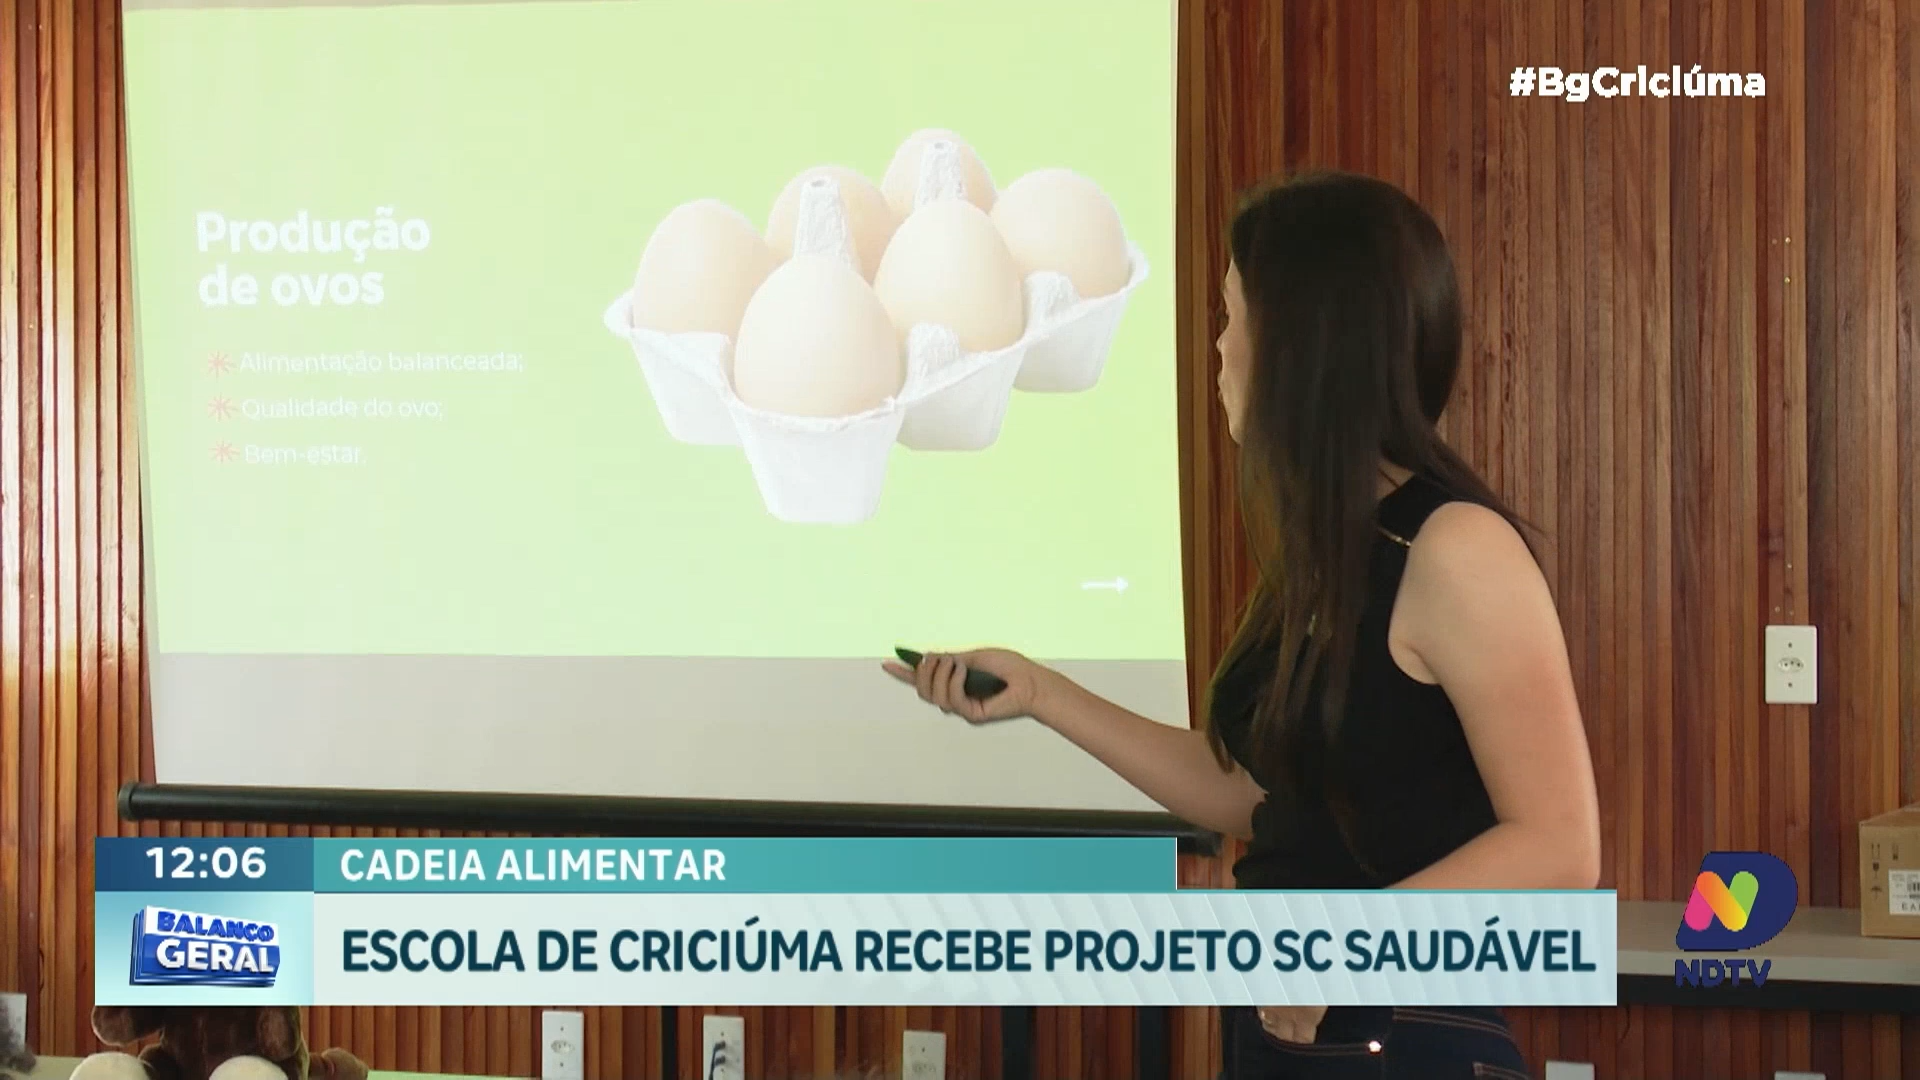 #BgCriciúma
Produção
de ovos
Alimentação balanceada;
Qualidade do ovo;
Bem-estar.
12:06
CADEIA ALIMENTAR
BALANÇO
GERAL
ESCOLA DE CRICIÚMA RECEBE PROJETO SC SAUDÁVEL
NDTV